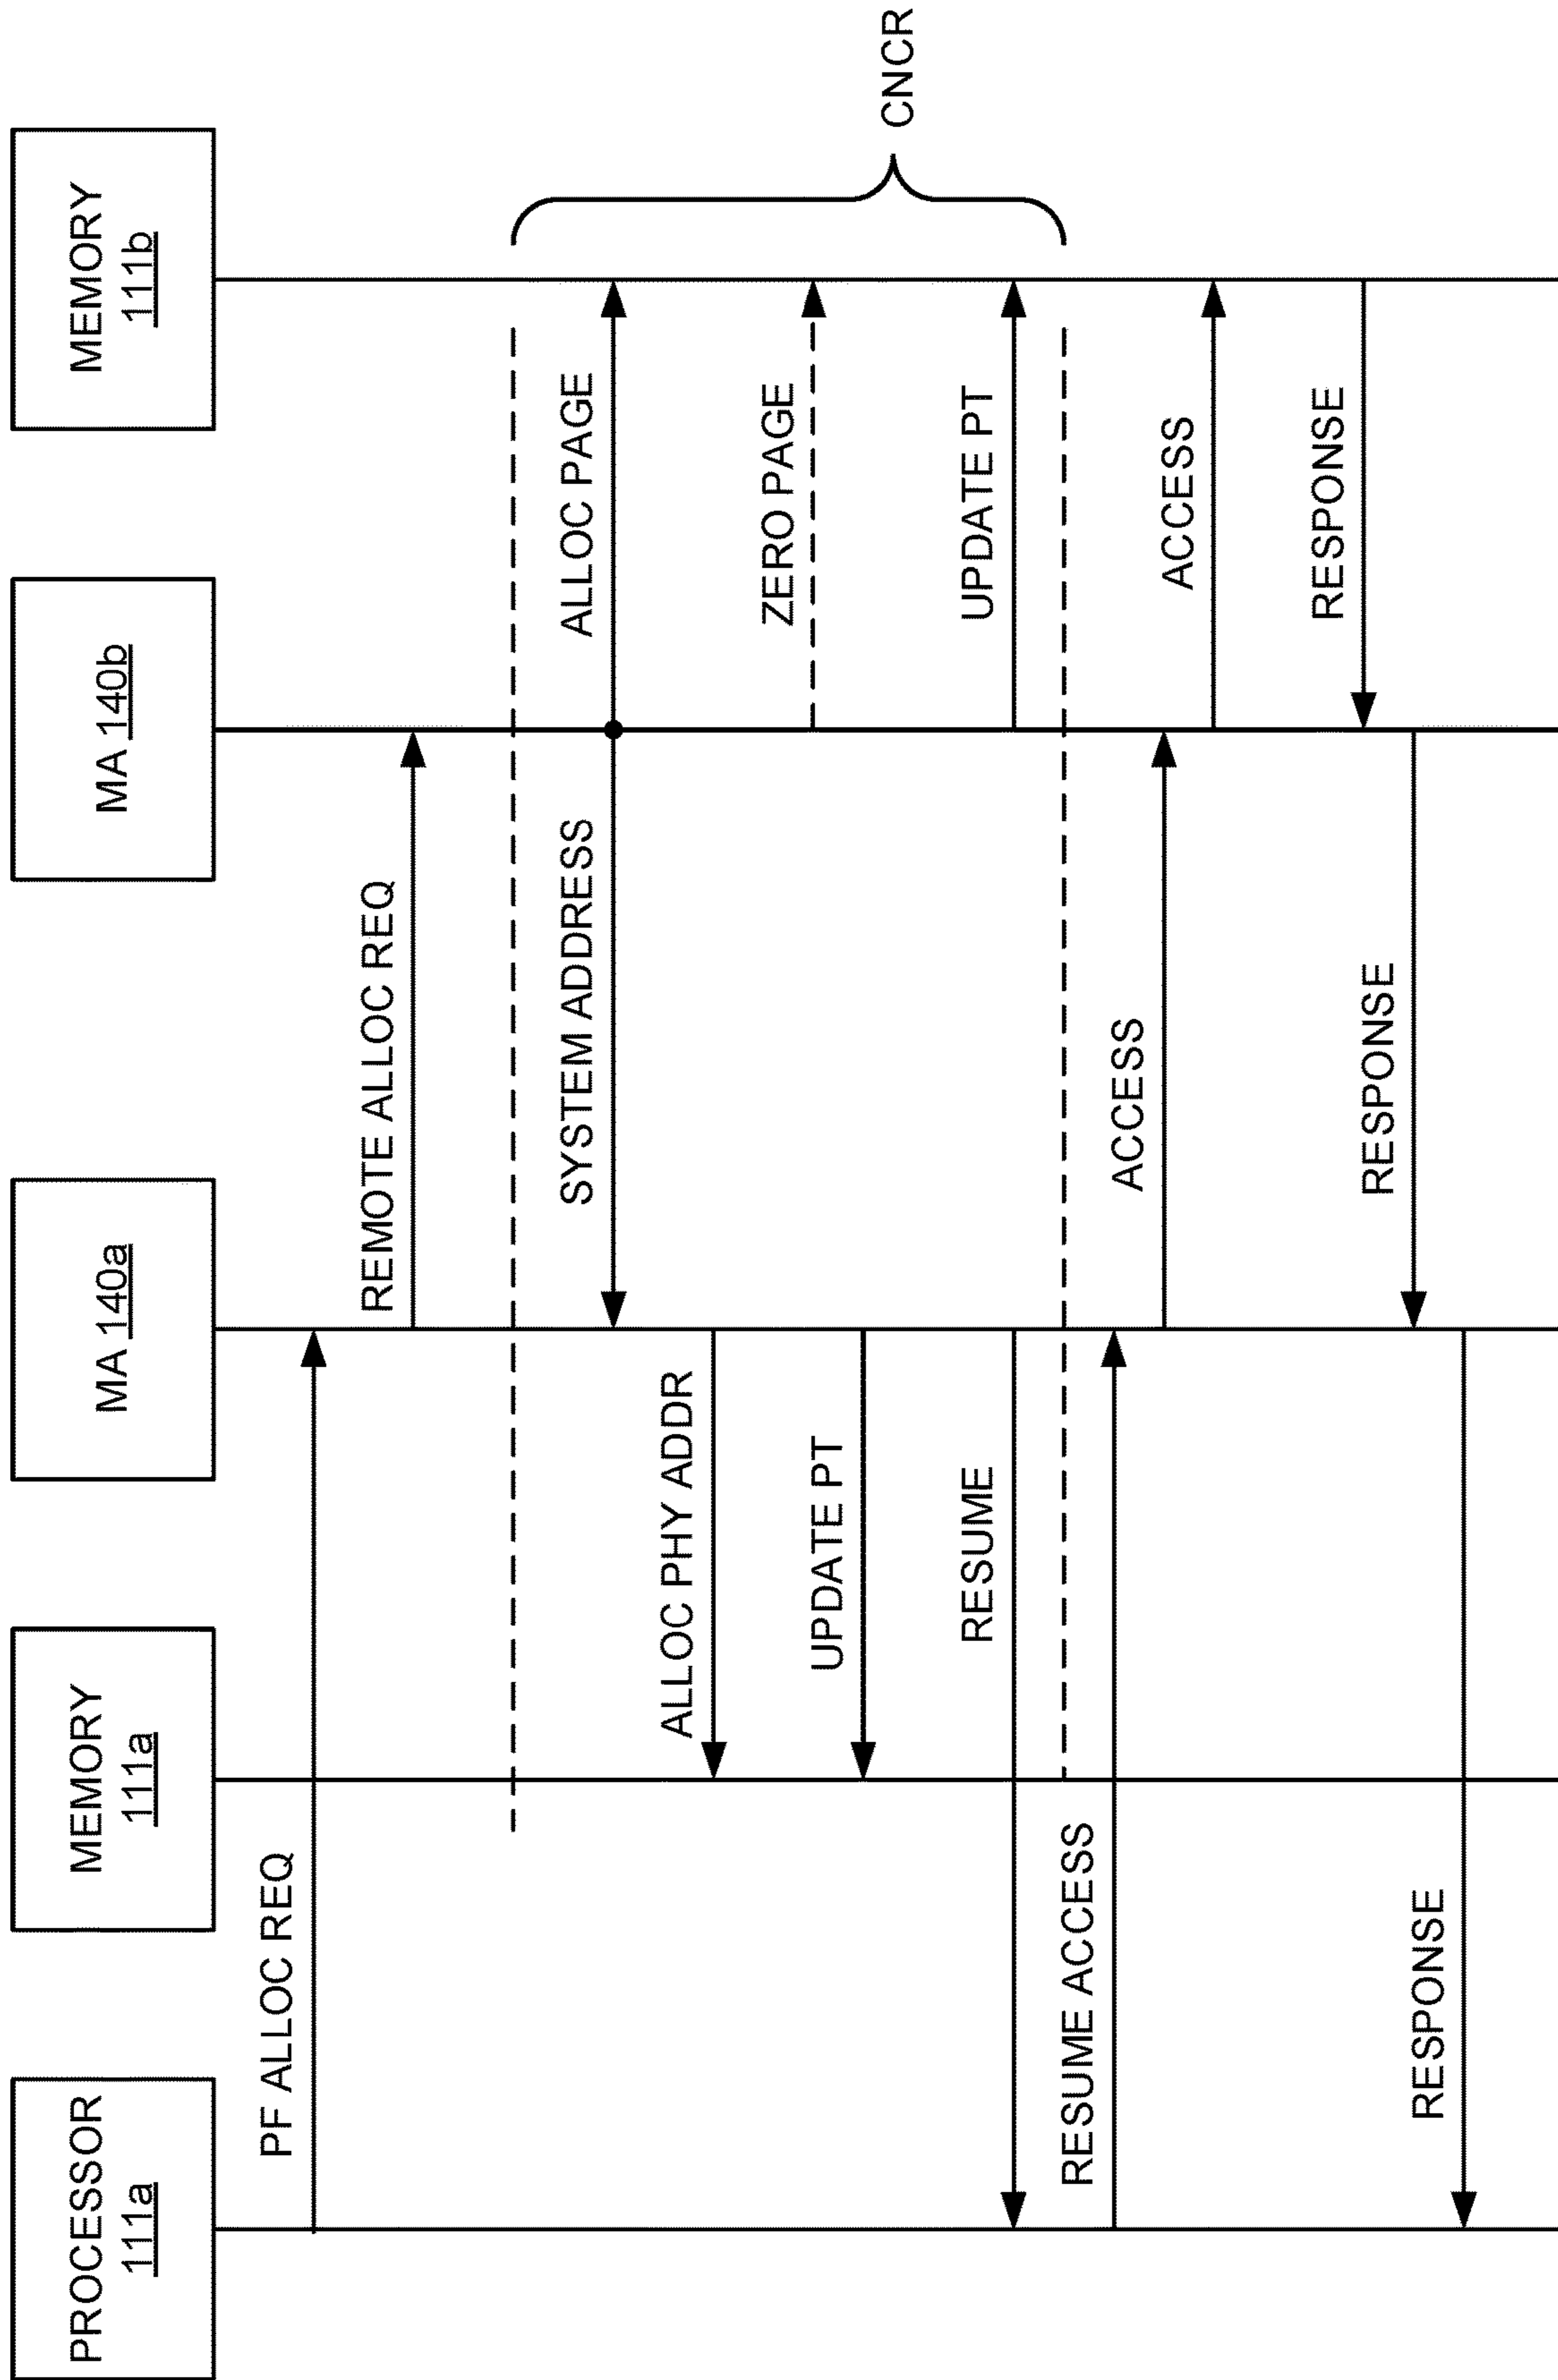 PROCESSOR
111a
MEMORY
111a
MA 140a
MA 140b
MEMORY
111b
PF ALLOC REQ
REMOTE ALLOC REQ
SYSTEM ADDRESS
ALLOC PAGE
ALLOC PHY ADDR
ZERO PAGE
UPDATE PT
RESUME
UPDATE PT
CNCR
RESUME ACCESS
ACCESS
ACCESS
RESPONSE
RESPONSE
RESPONSE